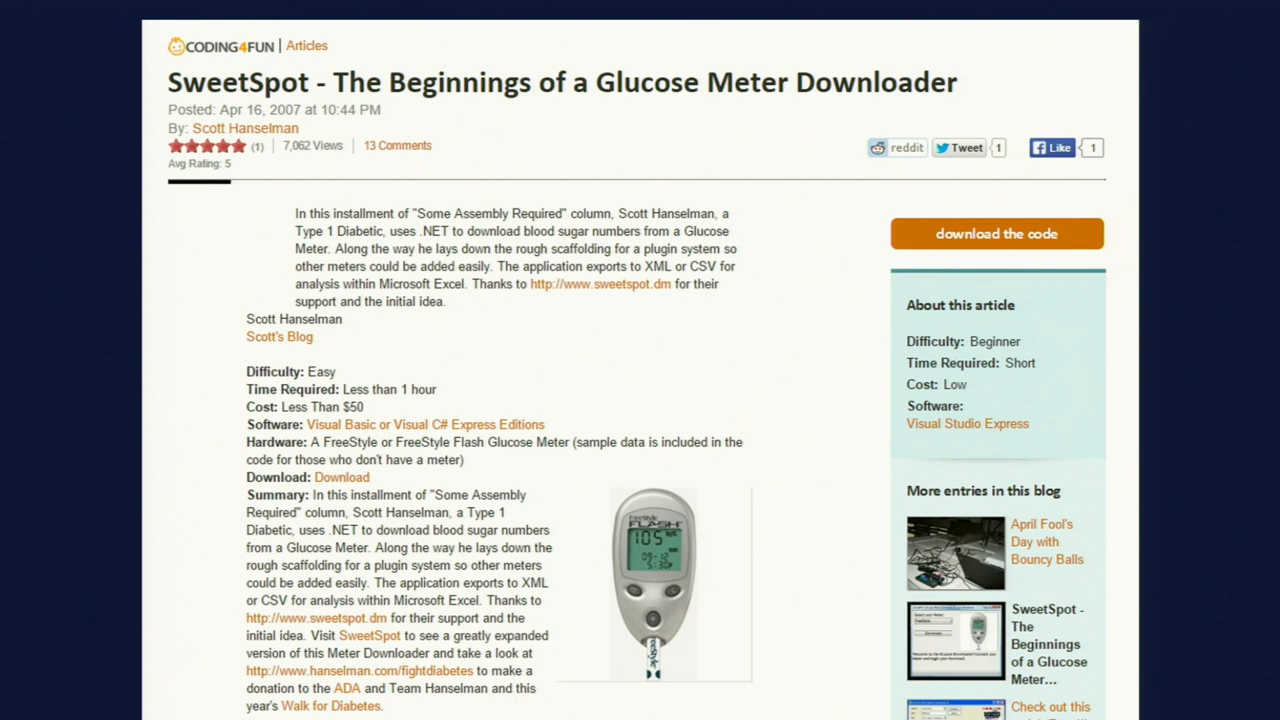 CODING4FUN | Articles
SweetSpot - The Beginnings of a Glucose Meter Downloader
Posted: Apr 16, 2007 at 10:44 PM
By: Scott Hanselman
(1) | 7,062 Views | 13 Comments
Avg Rating: 5
reddit Tweet 1 Like 1
In this installment of "Some Assembly Required" column, Scott Hanselman, a
Type 1 Diabetic, uses .NET to download blood sugar numbers from a Glucose
Meter. Along the way he lays down the rough scaffolding for a plugin system so
other meters could be added easily. The application exports to XML or CSV for
analysis within Microsoft Excel. Thanks to http://www.sweetspot.dm for their
support and the initial idea.
Scott Hanselman
Scott's Blog
Difficulty: Easy
Time Required: Less than 1 hour
Cost: Less Than $50
Software: Visual Basic or Visual C# Express Editions
Hardware: A FreeStyle or FreeStyle Flash Glucose Meter (sample data is included in the
code for those who don't have a meter)
Download: Download
Summary: In this installment of "Some Assembly
Required" column, Scott Hanselman, a Type 1
Diabetic, uses .NET to download blood sugar numbers
from a Glucose Meter. Along the way he lays down the
rough scaffolding for a plugin system so other meters
could be added easily. The application exports to XML
or CSV for analysis within Microsoft Excel. Thanks to
http://www.sweetspot.dm for their support and the
initial idea. Visit SweetSpot to see a greatly expanded
version of this Meter Downloader and take a look at
http://www.hanselman.com/fightdiabetes to make a
donation to the ADA and Team Hanselman and this
year's Walk for Diabetes.
FreeStyle
FLASH
105
09-12
5:30
download the code
About this article
Difficulty: Beginner
Time Required: Short
Cost: Low
Software:
Visual Studio Express
More entries in this blog
April Fool's
Day with
Bouncy Balls
SweetSpot -
The
Beginnings
of a Glucose
Meter...
Check out this